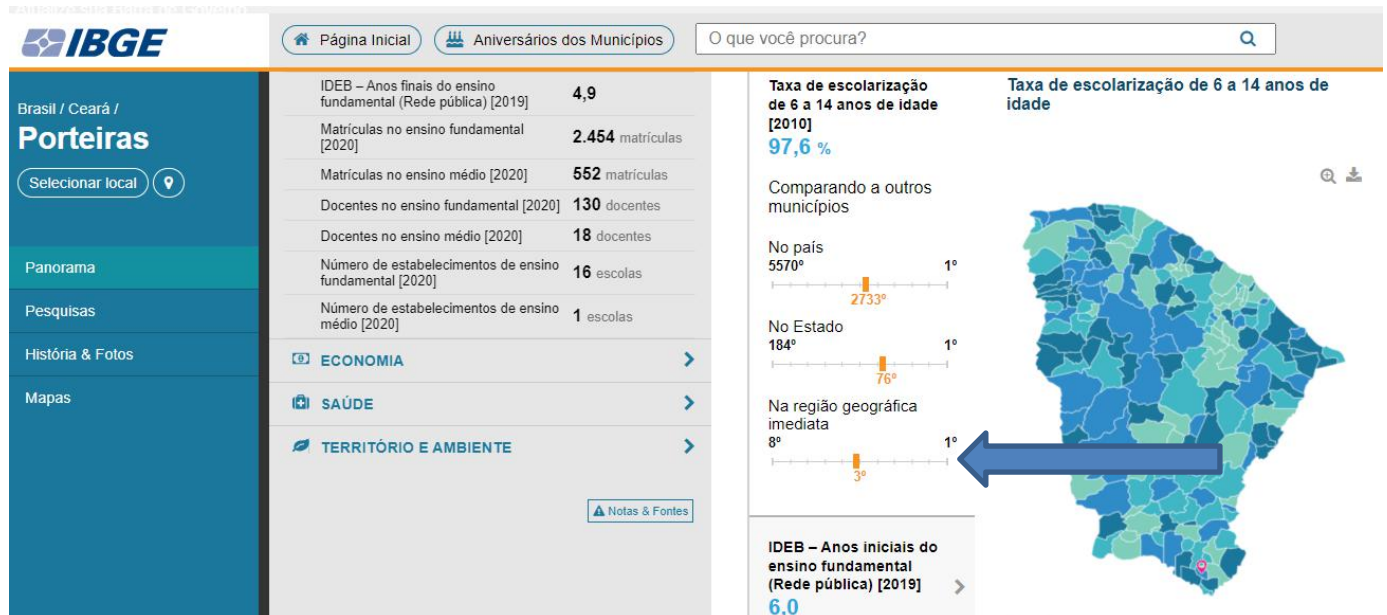 Atualize sua Barra de Governo
IBGE
Página Inicial
Aniversários dos Municípios
O que você procura?
Brasil / Ceará /
Porteiras
Selecionar local
Panorama
Pesquisas
História & Fotos
Mapas
IDEB – Anos finais do ensino
fundamental (Rede pública) [2019]
4,9
Matrículas no ensino fundamental
[2020]
2.454 matrículas
Matrículas no ensino médio [2020]
552 matrículas
Docentes no ensino fundamental [2020]
130 docentes
Docentes no ensino médio [2020]
18 docentes
Número de estabelecimentos de ensino
fundamental [2020]
16 escolas
Número de estabelecimentos de ensino
médio [2020]
1 escolas
ECONOMIA
SAÚDE
TERRITÓRIO E AMBIENTE
Notas & Fontes
Taxa de escolarização
de 6 a 14 anos de idade
[2010]
97,6 %
Comparando a outros
municípios
No país
5570º 1º
2733º
No Estado
184º 1º
76º
Na região geográfica
imediata
8º 1º
3º
IDEB – Anos iniciais do
ensino fundamental
(Rede pública) [2019]
6,0
Taxa de escolarização de 6 a 14 anos de
idade